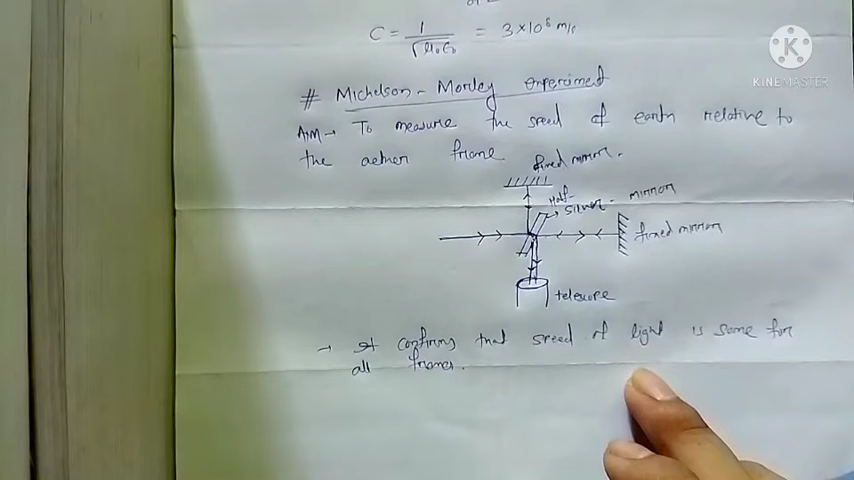 C = 1/√μ₀ε₀ = 3×10⁸ m/s
K
KINEMASTER
# Michelson - Morley experiment
AIM → To measure the speed of earth relative to
the aether frame
fixed mirror.
Half-
silver. mirror
fixed mirror
telescope
→ It confirms that speed of light is same for
all frames.